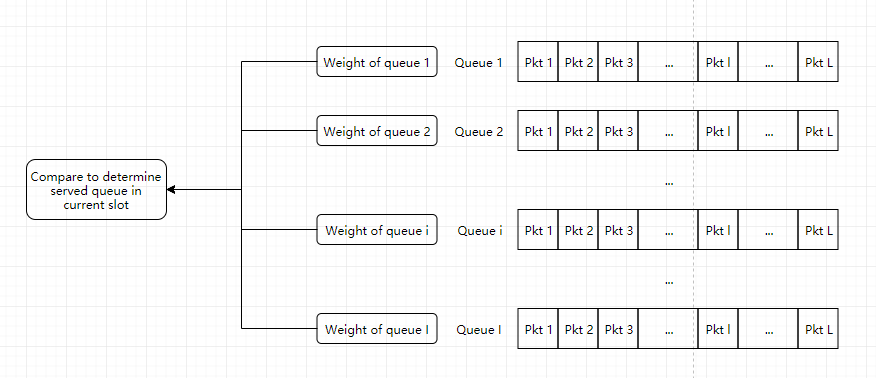 Weight of queue 1 Queue 1 Pkt 1 Pkt 2 Pkt 3 ... Pkt l ... Pkt L
Weight of queue 2 Queue 2 Pkt 1 Pkt 2 Pkt 3 ... Pkt l ... Pkt L
...
Compare to determine
served queue in
current slot
Weight of queue i Queue i Pkt 1 Pkt 2 Pkt 3 ... Pkt l ... Pkt L
...
Weight of queue I Queue I Pkt 1 Pkt 2 Pkt 3 ... Pkt l ... Pkt L